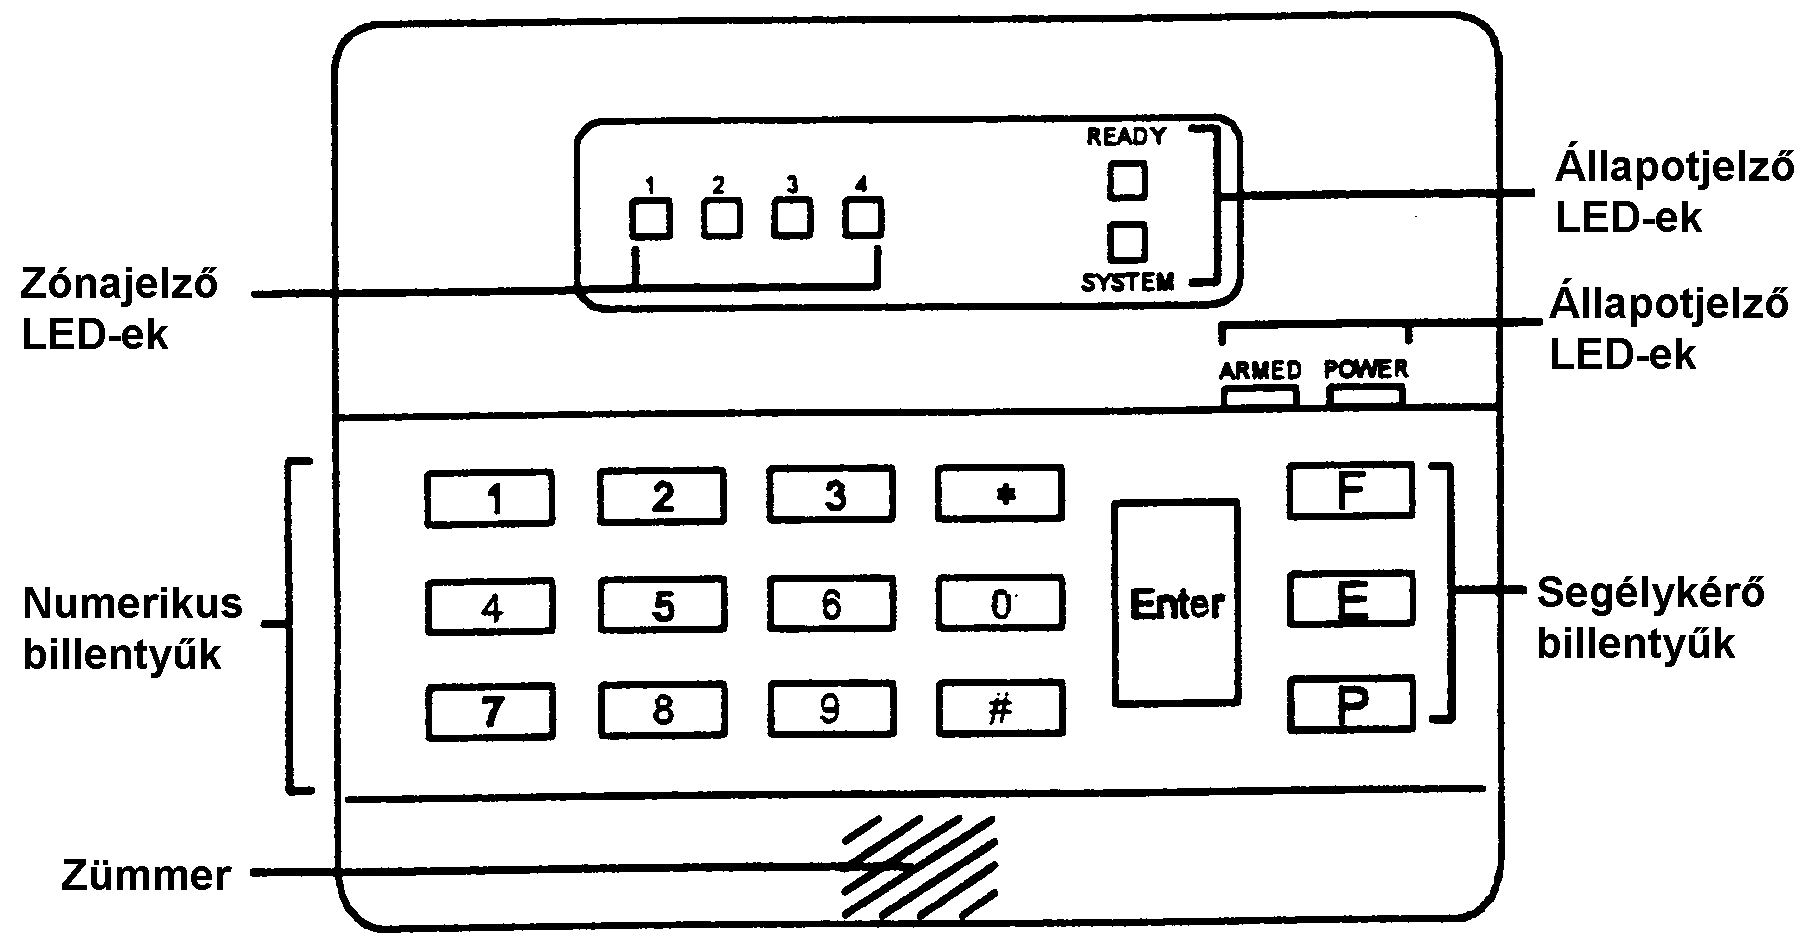 READY
1 2 3 4
SYSTEM
Állapotjelző
LED-ek
Zónajelző
LED-ek
Állapotjelző
LED-ek
ARMED POWER
1 2 3 * F
4 5 6 0 Enter E
7 8 9 # P
Numerikus
billentyűk
Segélykérő
billentyűk
Zümmer